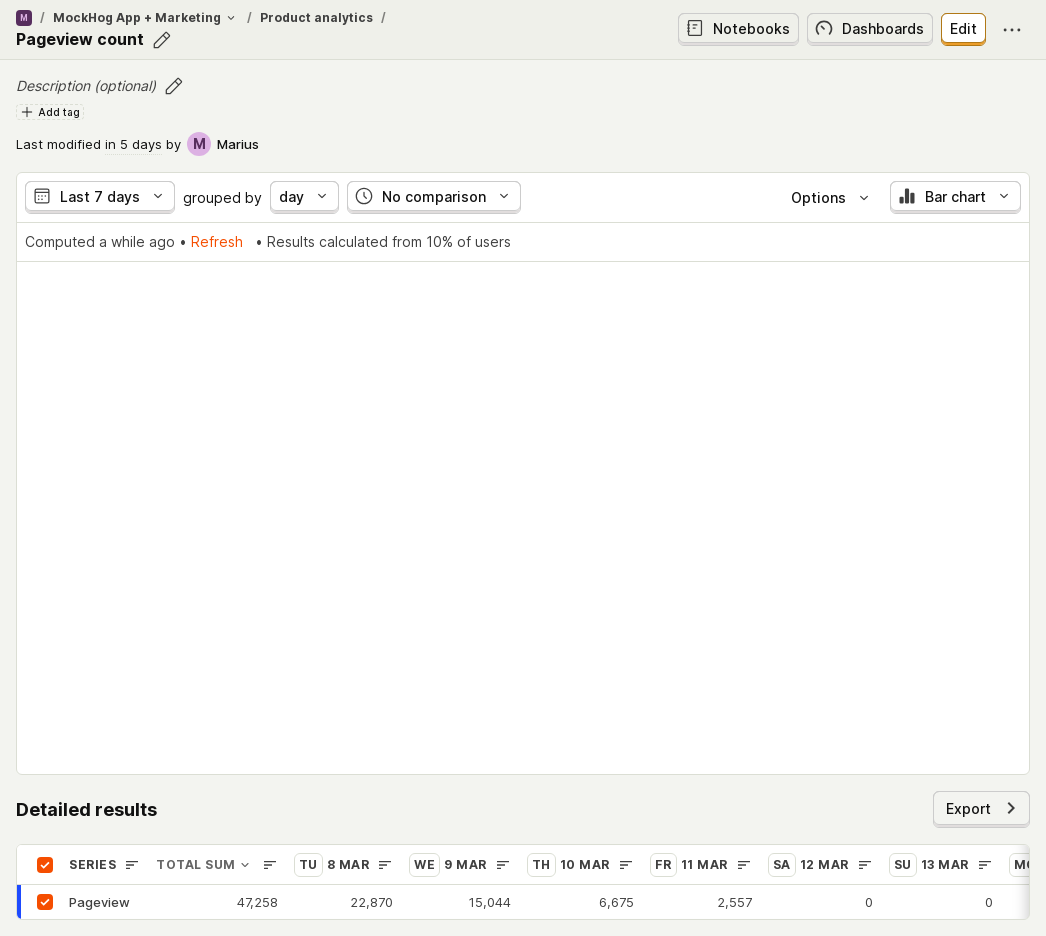 M / MockHog App + Marketing / Product analytics /
Pageview count
Notebooks
Dashboards
Edit
Description (optional)
Add tag
Last modified in 5 days by M Marius
Last 7 days grouped by day No comparison Options Bar chart
Computed a while ago • Refresh • Results calculated from 10% of users
Detailed results
Export
SERIES TOTAL SUM TU 8 MAR WE 9 MAR TH 10 MAR FR 11 MAR SA 12 MAR SU 13 MAR
Pageview 47,258 22,870 15,044 6,675 2,557 0 0